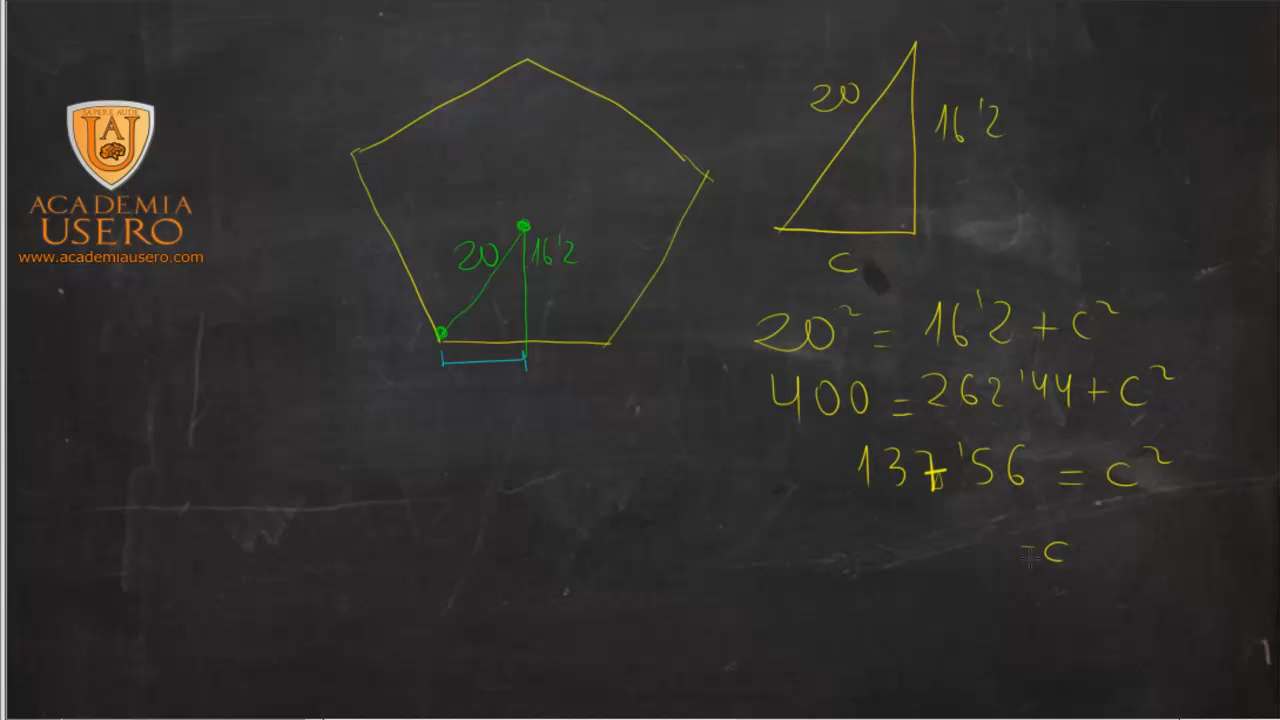 SAPERE AUDE
UAI
ACADEMIA
USERO
www.academiausero.com
20
16'2
20
16'2
c
20² = 16'2 + c²
400 = 262'44 + c²
137'56 = c²
= c